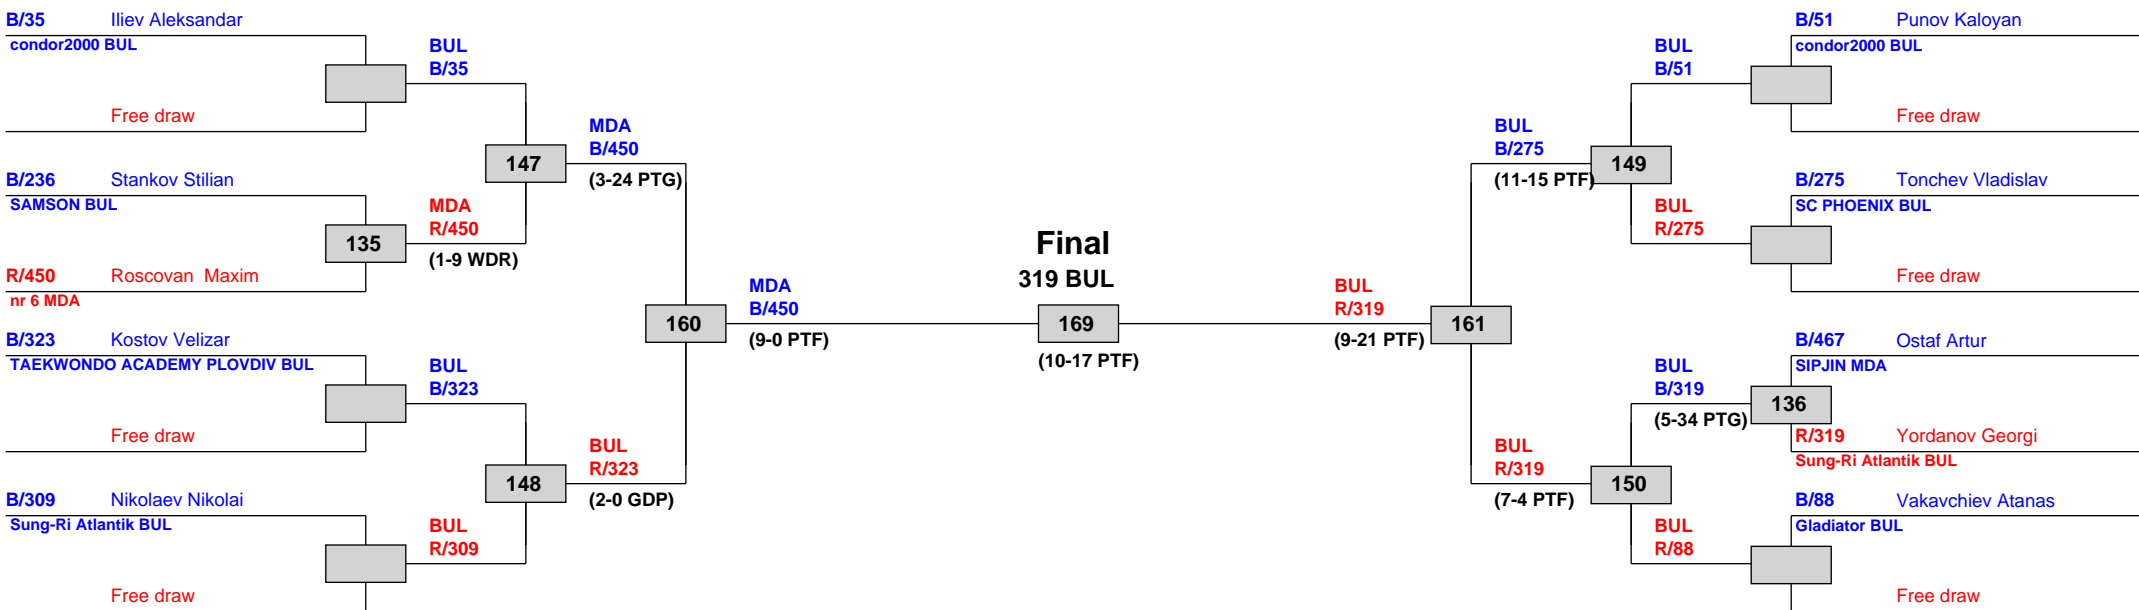 B/35 Iliev Aleksandar
condor2000 BUL
Free draw
BUL
B/35
B/236 Stankov Stilian
SAMSON BUL
135
R/450 Roscovan  Maxim
nr 6 MDA
MDA
R/450
(1-9 WDR)
147
MDA
B/450
(3-24 PTG)
B/323 Kostov Velizar
TAEKWONDO ACADEMY PLOVDIV BUL
Free draw
BUL
B/323
B/309 Nikolaev Nikolai
Sung-Ri Atlantik BUL
Free draw
BUL
R/309
148
BUL
R/323
(2-0 GDP)
160
MDA
B/450
(9-0 PTF)
Final
319 BUL
169
(10-17 PTF)
BUL
R/319
(9-21 PTF)
161
BUL
B/275
(11-15 PTF)
149
BUL
B/51
B/51 Punov Kaloyan
condor2000 BUL
Free draw
BUL
R/275
B/275 Tonchev Vladislav
SC PHOENIX BUL
Free draw
BUL
R/319
(7-4 PTF)
150
BUL
B/319
(5-34 PTG)
136
B/467 Ostaf Artur
SIPJIN MDA
R/319 Yordanov Georgi
Sung-Ri Atlantik BUL
BUL
R/88
B/88 Vakavchiev Atanas
Gladiator BUL
Free draw